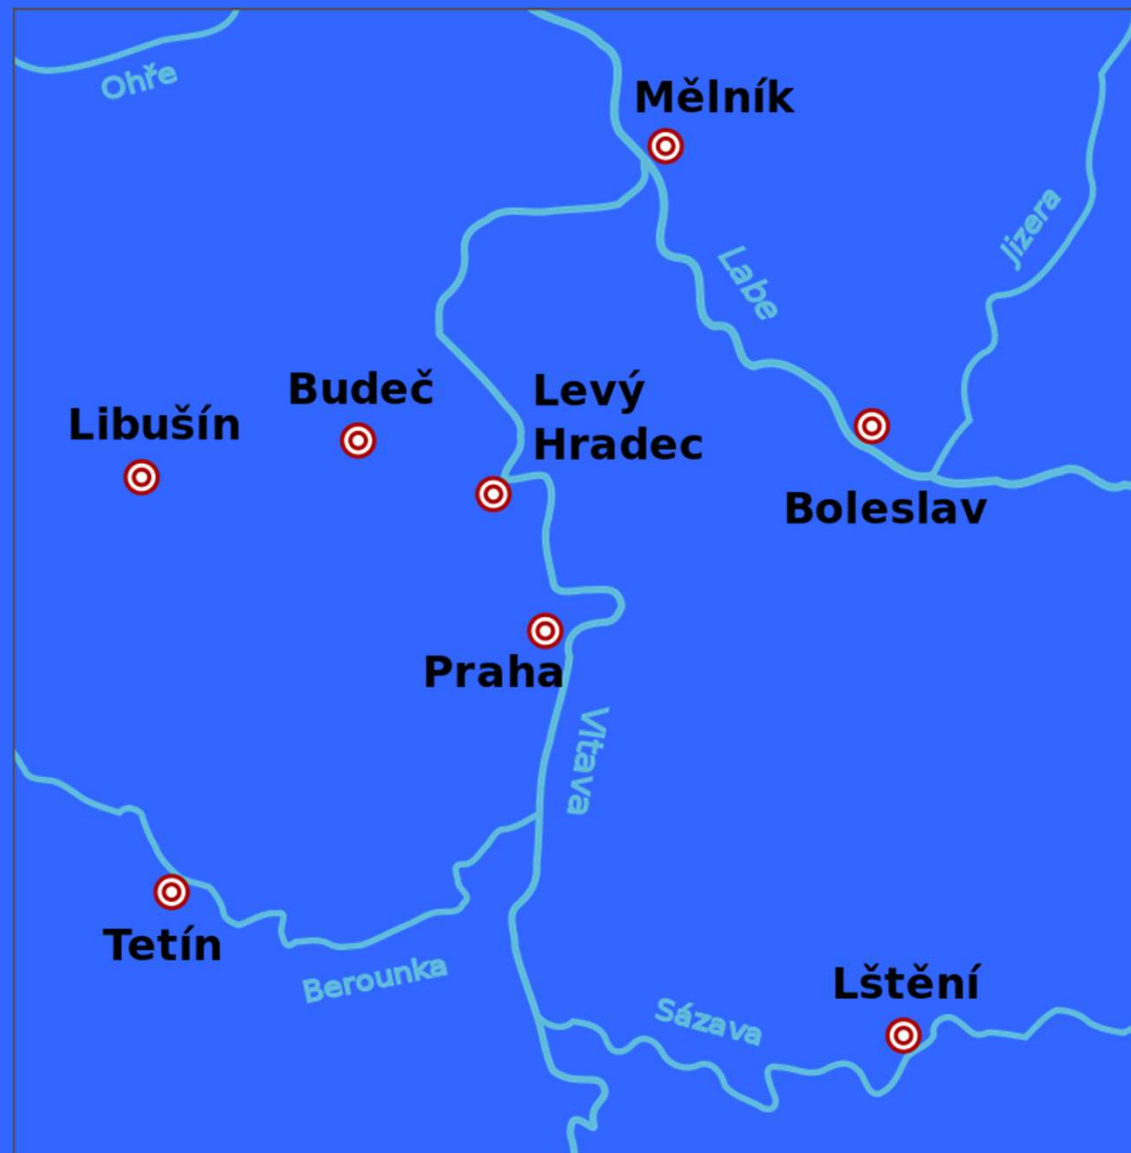 Ohře
Mělník
Jizera
Labe
Budeč
Levý
Hradec
Libušín
Boleslav
Praha
Vltava
Tetín
Berounka
Lštění
Sázava